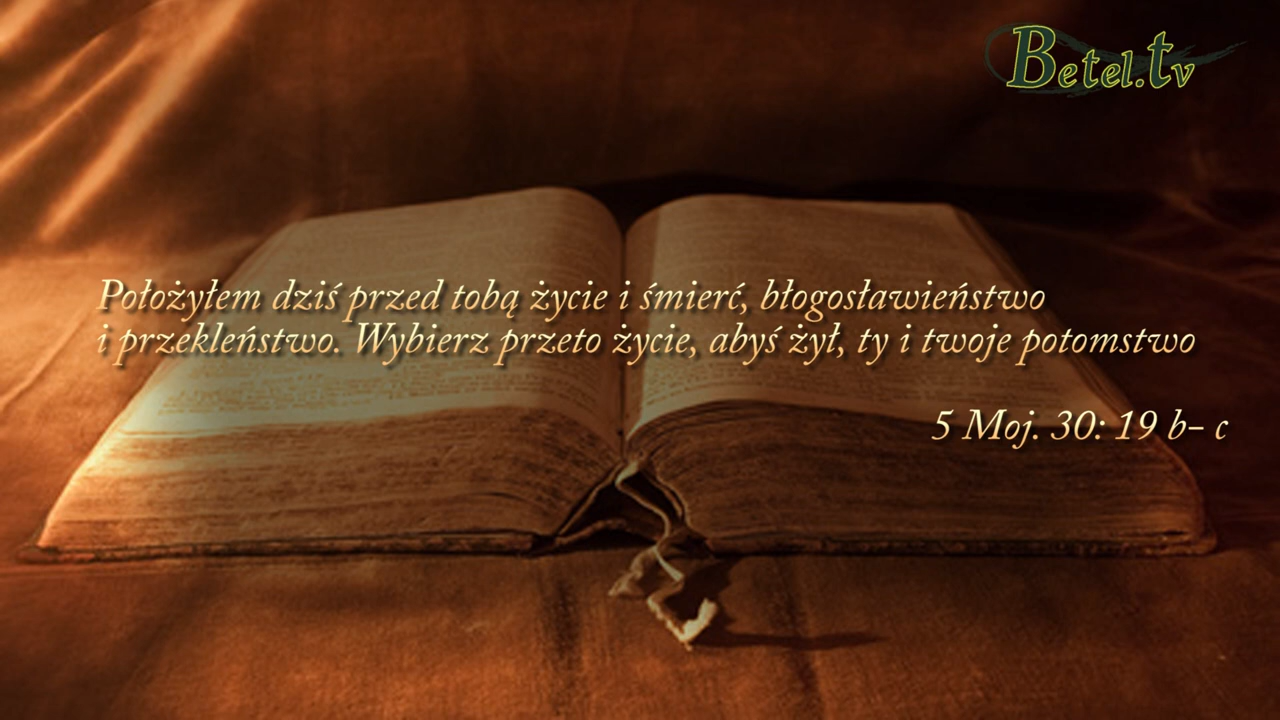 Betel.tv
Położyłem dziś przed tobą życie i śmierć, błogosławieństwo
i przekleństwo. Wybierz przeto życie, abyś żył, ty i twoje potomstwo
5 Moj. 30: 19 b- c